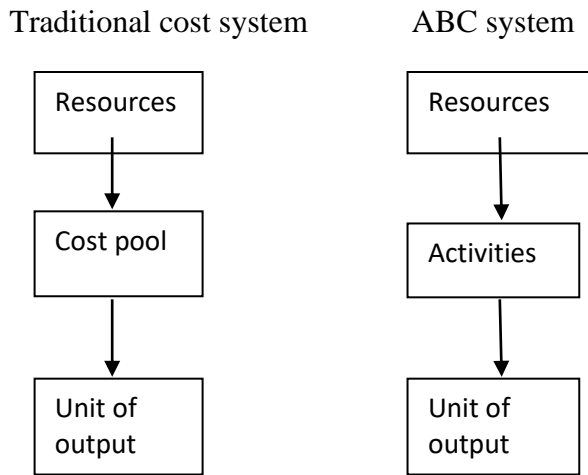 Traditional cost system
Resources
Cost pool
Unit of
output
ABC system
Resources
Activities
Unit of
output